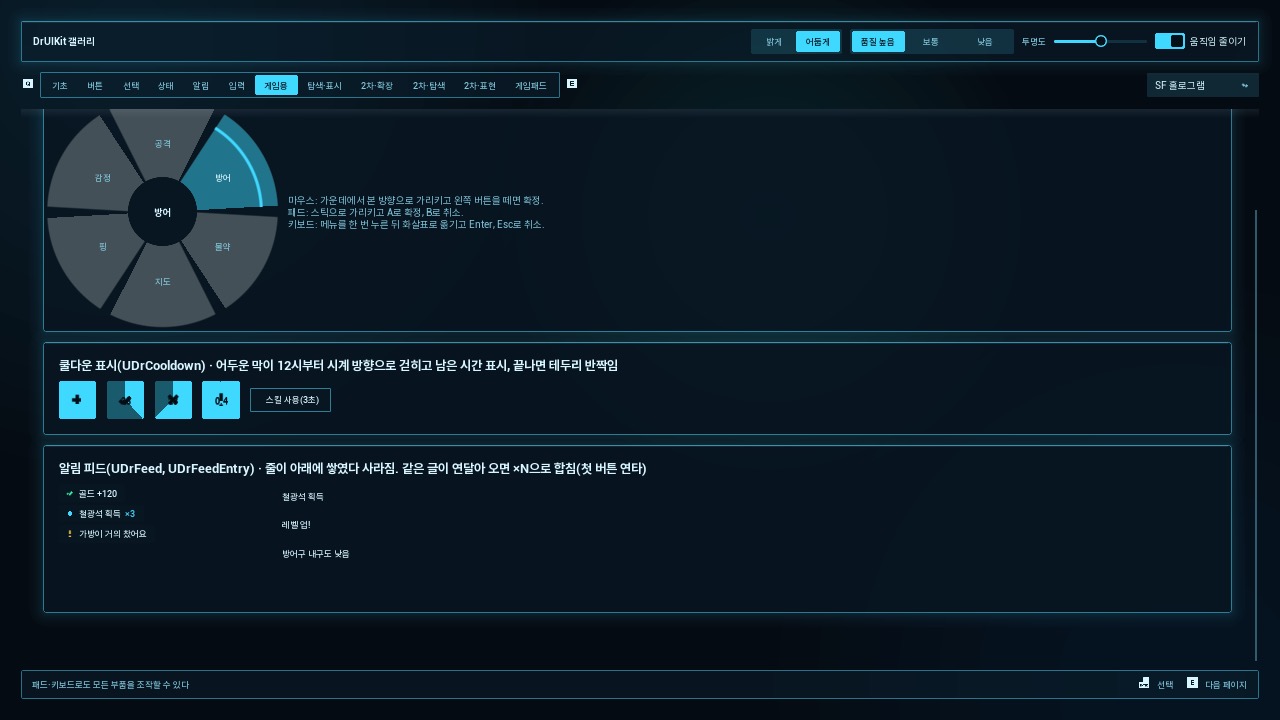 DrUIKit 갤러리
밝게 어둡게 품질 높음 보통 낮음 투명도 움직임 줄이기
Q 기초 버튼 선택 상태 알림 입력 게임용 탐색·표시 2차·확장 2차·탐색 2차·표현 게임패드 E SF 홀로그램
공격
감정 방어
방어
핑 물약
지도
마우스: 가운데에서 본 방향으로 가리키고 왼쪽 버튼을 떼면 확정.
패드: 스틱으로 가리키고 A로 확정, B로 취소.
키보드: 메뉴를 한 번 누른 뒤 화살표로 옮기고 Enter, Esc로 취소.
쿨다운 표시(UDrCooldown) · 어두운 막이 12시부터 시계 방향으로 걷히고 남은 시간 표시, 끝나면 테두리 반짝임
0.4 스킬 사용(3초)
알림 피드(UDrFeed, UDrFeedEntry) · 줄이 아래에 쌓였다 사라짐. 같은 글이 연달아 오면 ×N으로 합침(첫 버튼 연타)
골드 +120
철광석 획득 ×3
가방이 거의 찼어요
철광석 획득
레벨 업!
방어구 내구도 낮음
패드·키보드로도 모든 부품을 조작할 수 있다
선택 E 다음 페이지